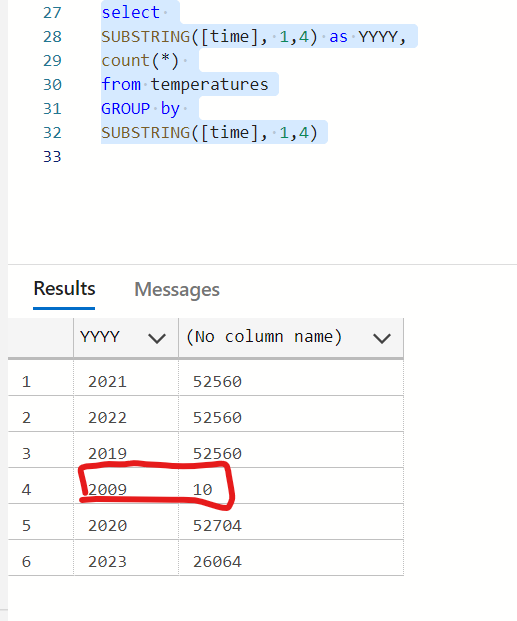 27 select
28 SUBSTRING([time], 1,4) as YYYY,
29 count(*)
30 from temperatures
31 GROUP by
32 SUBSTRING([time], 1,4)
33
Results Messages
YYYY (No column name)
1 2021 52560
2 2022 52560
3 2019 52560
4 2009 10
5 2020 52704
6 2023 26064